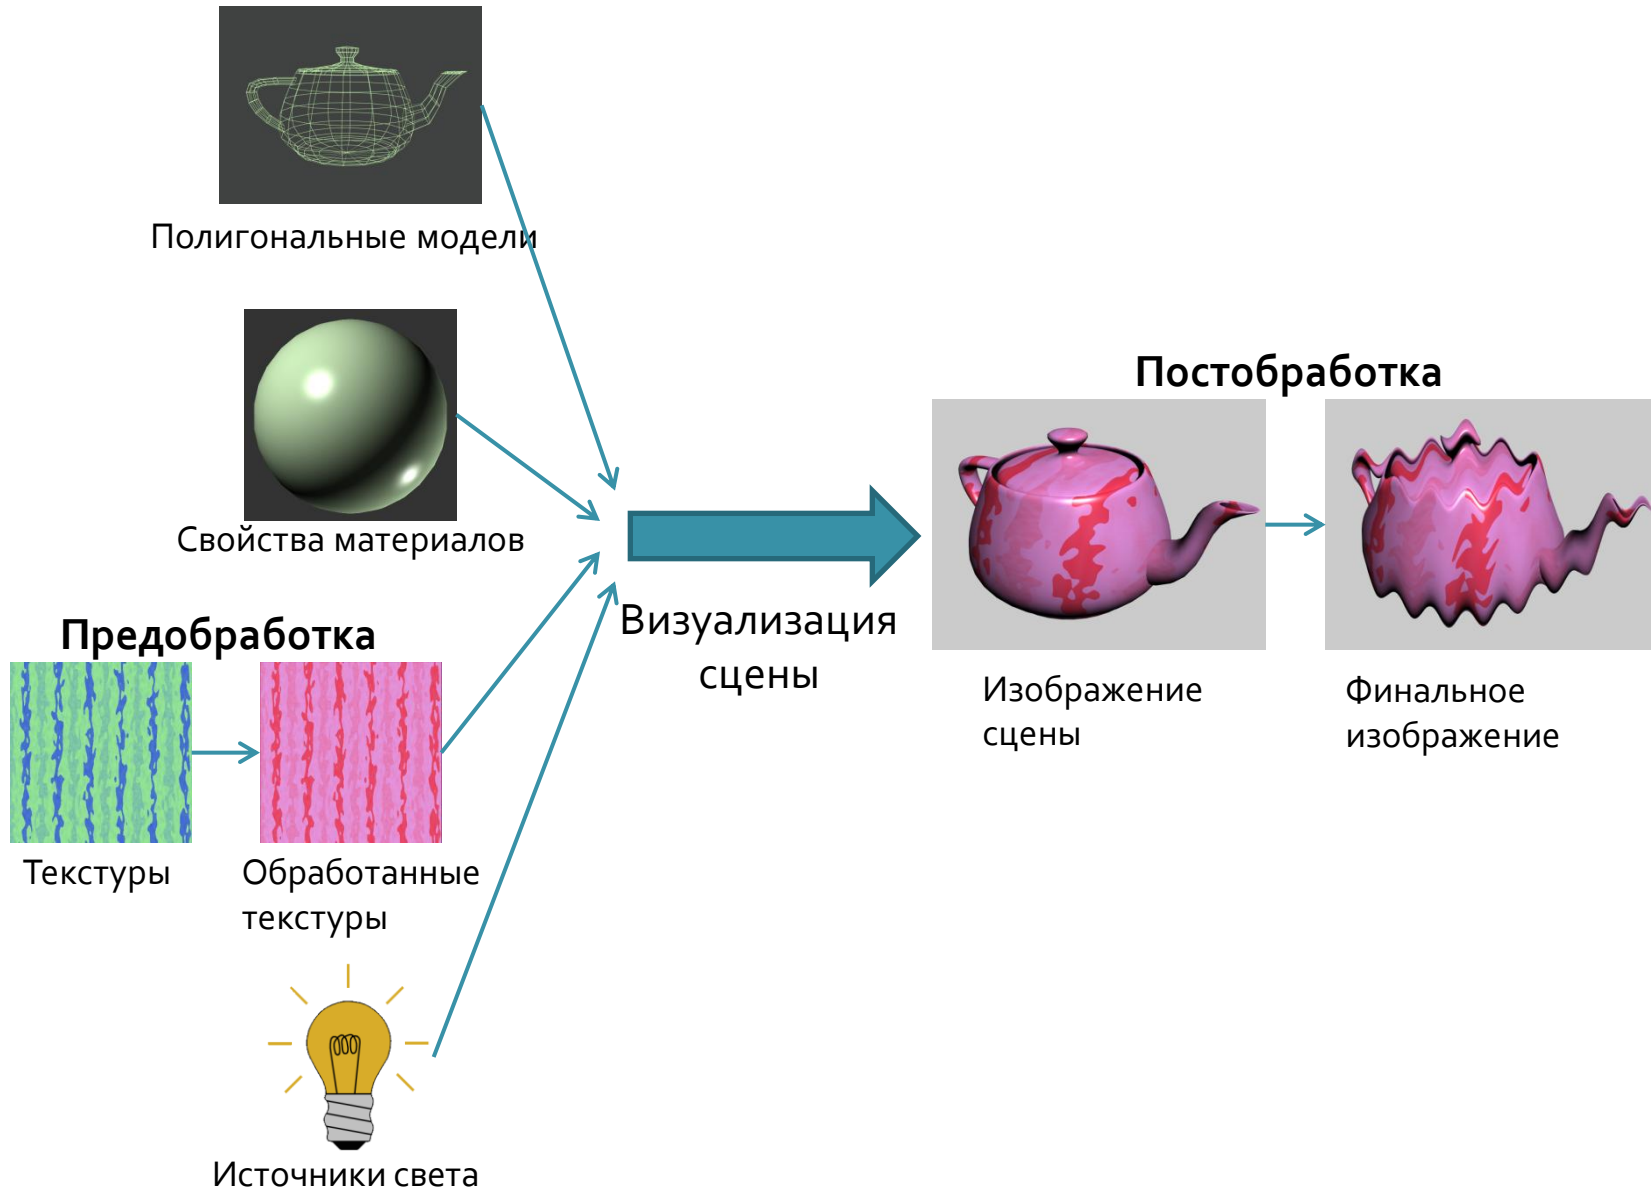 Полигональные модели
Свойства материалов
Предобработка
Текстуры
Обработанные
текстуры
Источники света
Визуализация
сцены
Постобработка
Изображение
сцены
Финальное
изображение